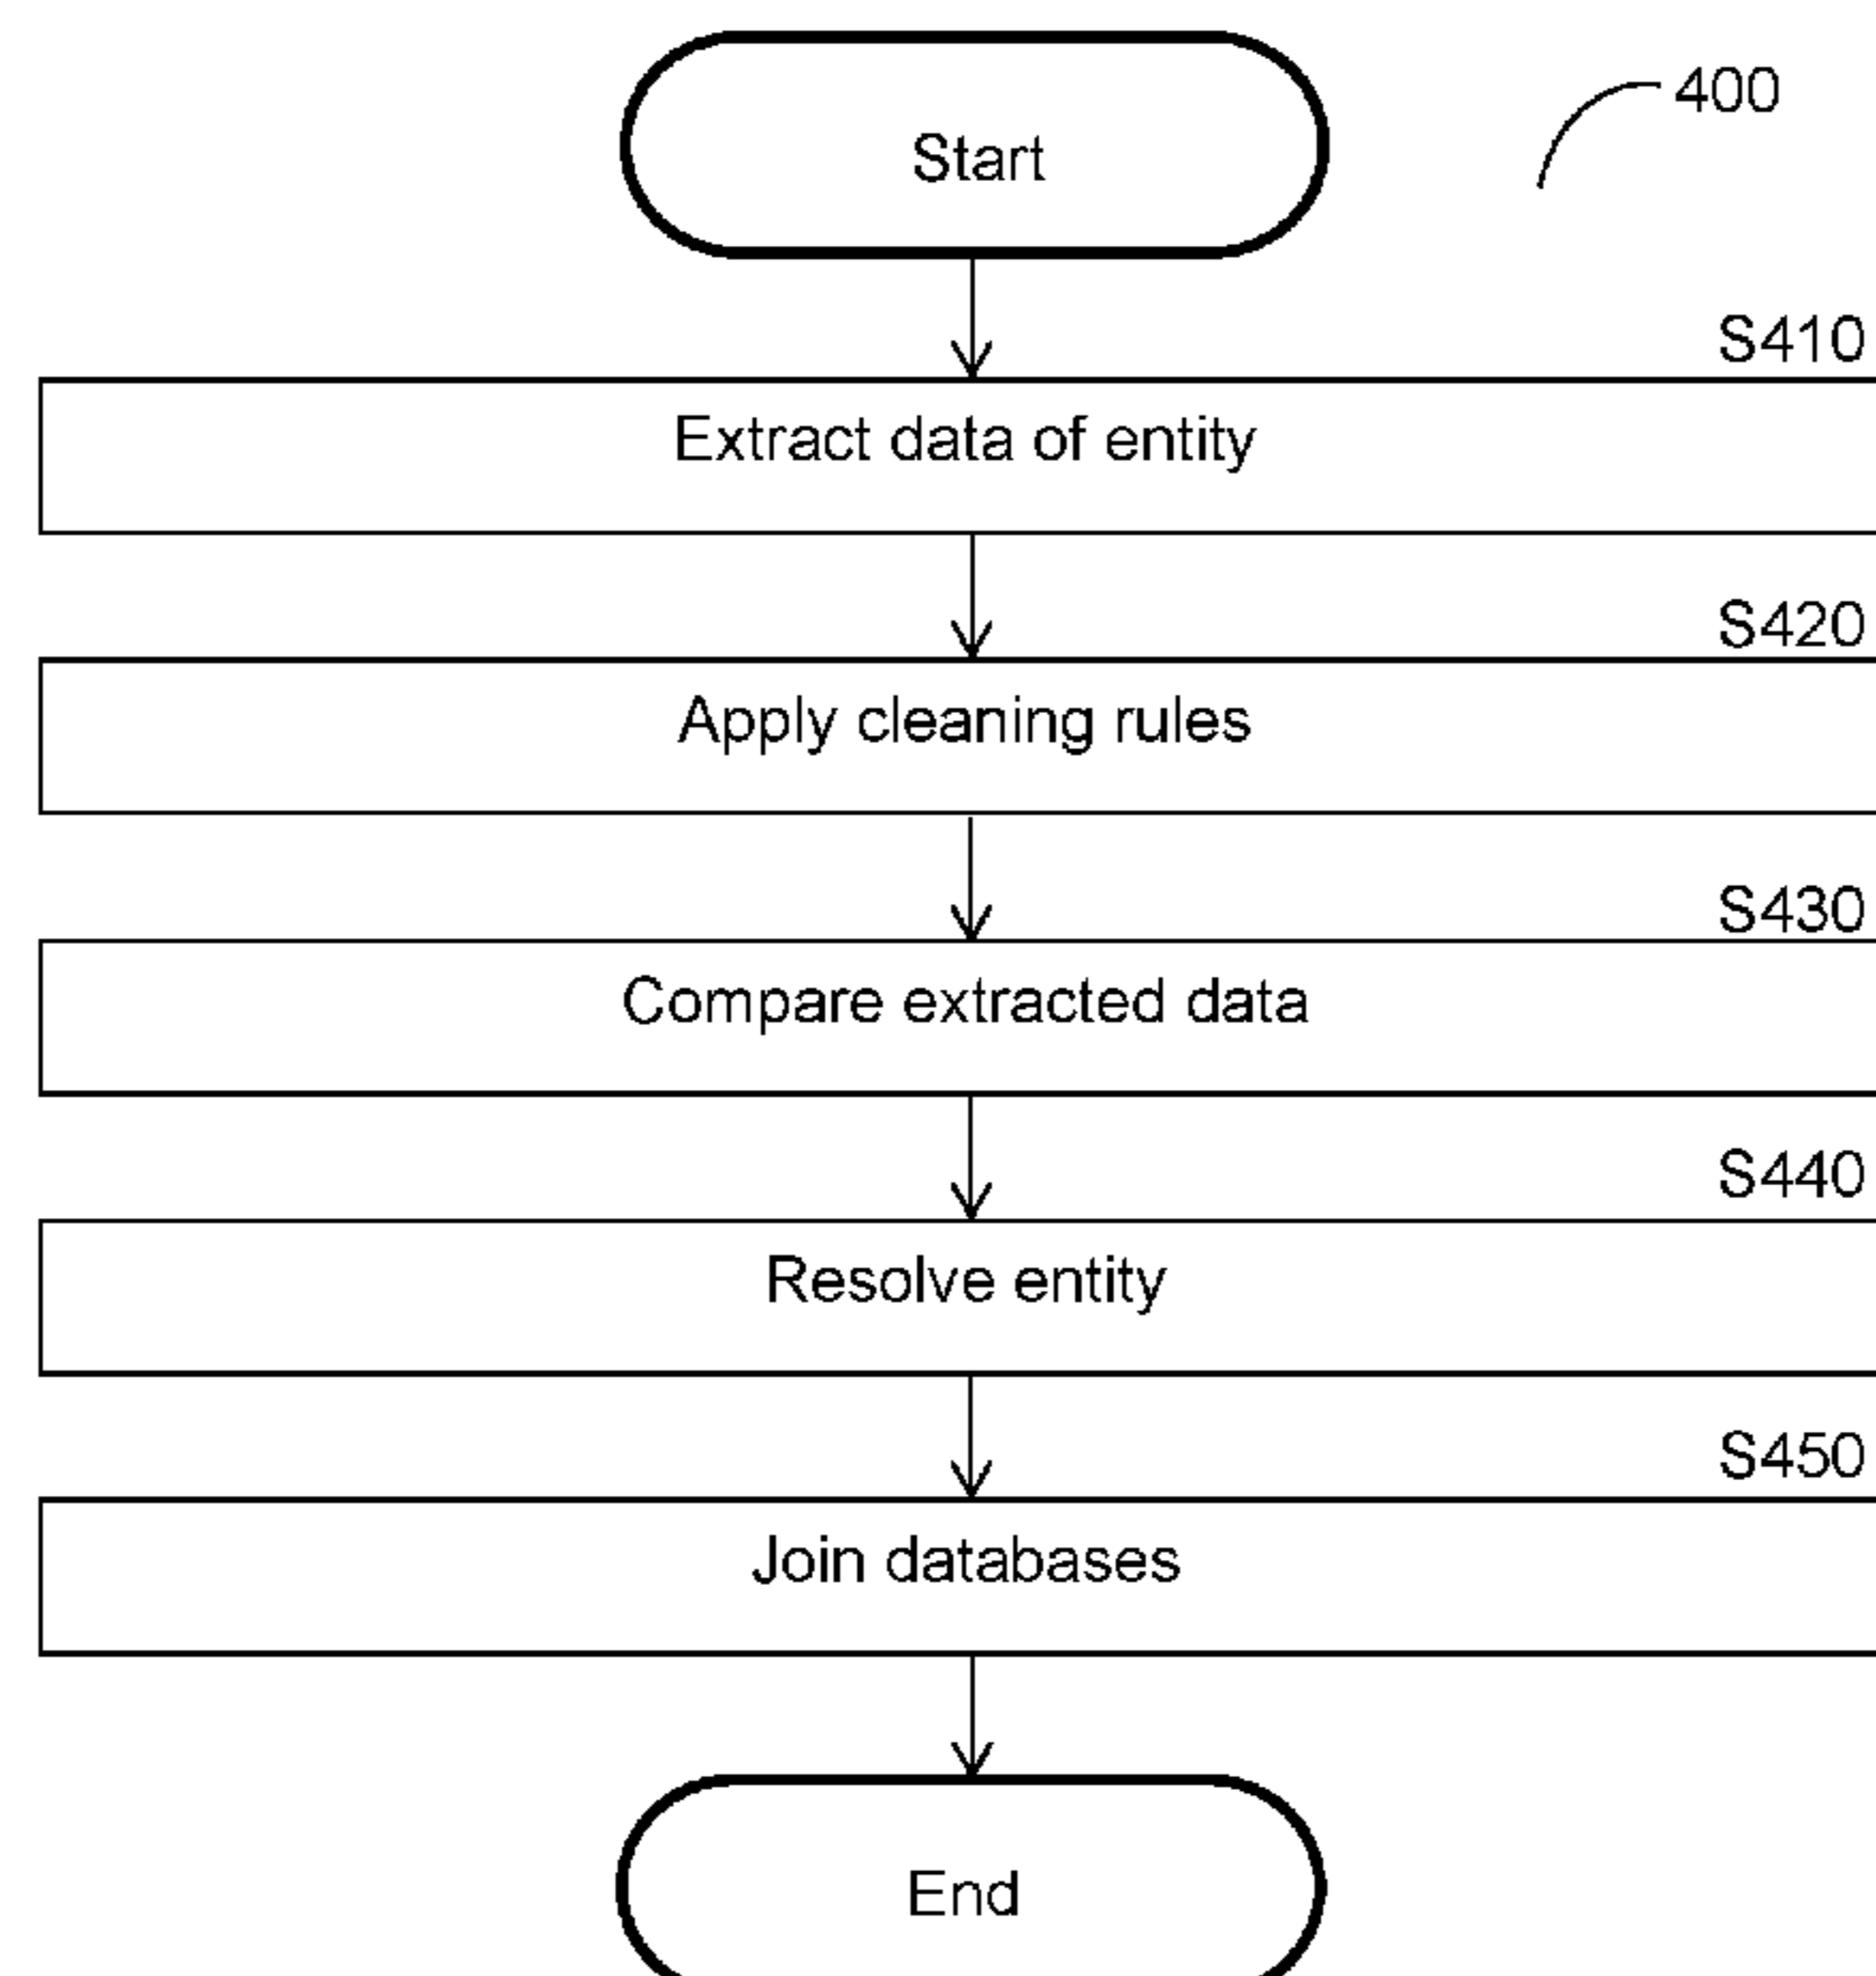 Start
400
S410
Extract data of entity
S420
Apply cleaning rules
S430
Compare extracted data
S440
Resolve entity
S450
Join databases
End